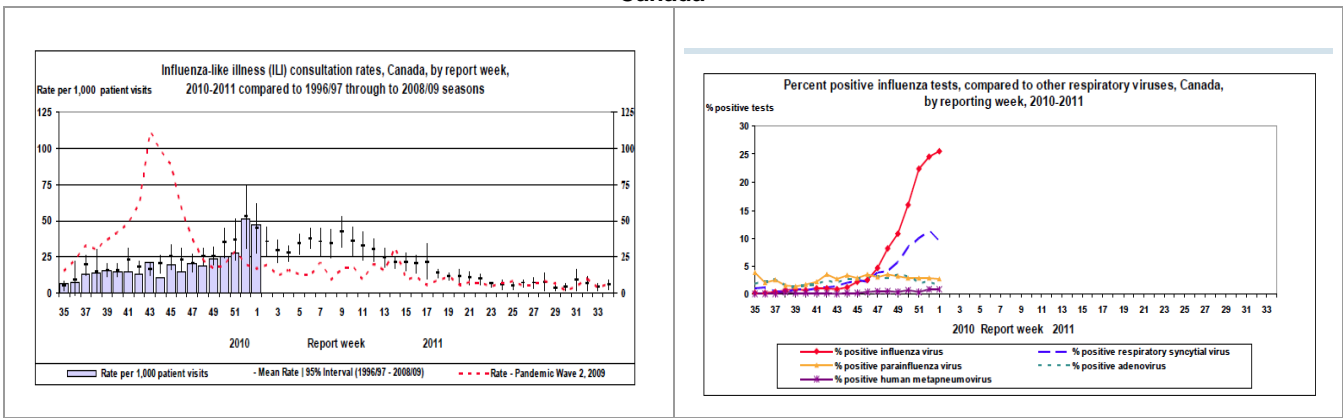 Canada
Influenza-like illness (ILI) consultation rates, Canada, by report week,
2010-2011 compared to 1996/97 through to 2008/09 seasons
Rate per 1,000 patient visits
125 125
100 100
75 75
50 50
25 25
0 0
35 37 39 41 43 45 47 49 51 1 3 5 7 9 11 13 15 17 19 21 23 25 27 29 31 33
2010 Report week 2011
Rate per 1,000 patient visits - Mean Rate | 95% Interval (1996/97 - 2008/09) Rate - Pandemic Wave 2, 2009
Percent positive influenza tests, compared to other respiratory viruses, Canada,
by reporting week, 2010-2011
% positive tests
30
25
20
15
10
5
0
35 37 39 41 43 45 47 49 51 1 3 5 7 9 11 13 15 17 19 21 23 25 27 29 31 33
2010 Report week 2011
% positive influenza virus % positive respiratory syncytial virus
% positive parainfluenza virus % positive adenovirus
% positive human metapneumovirus